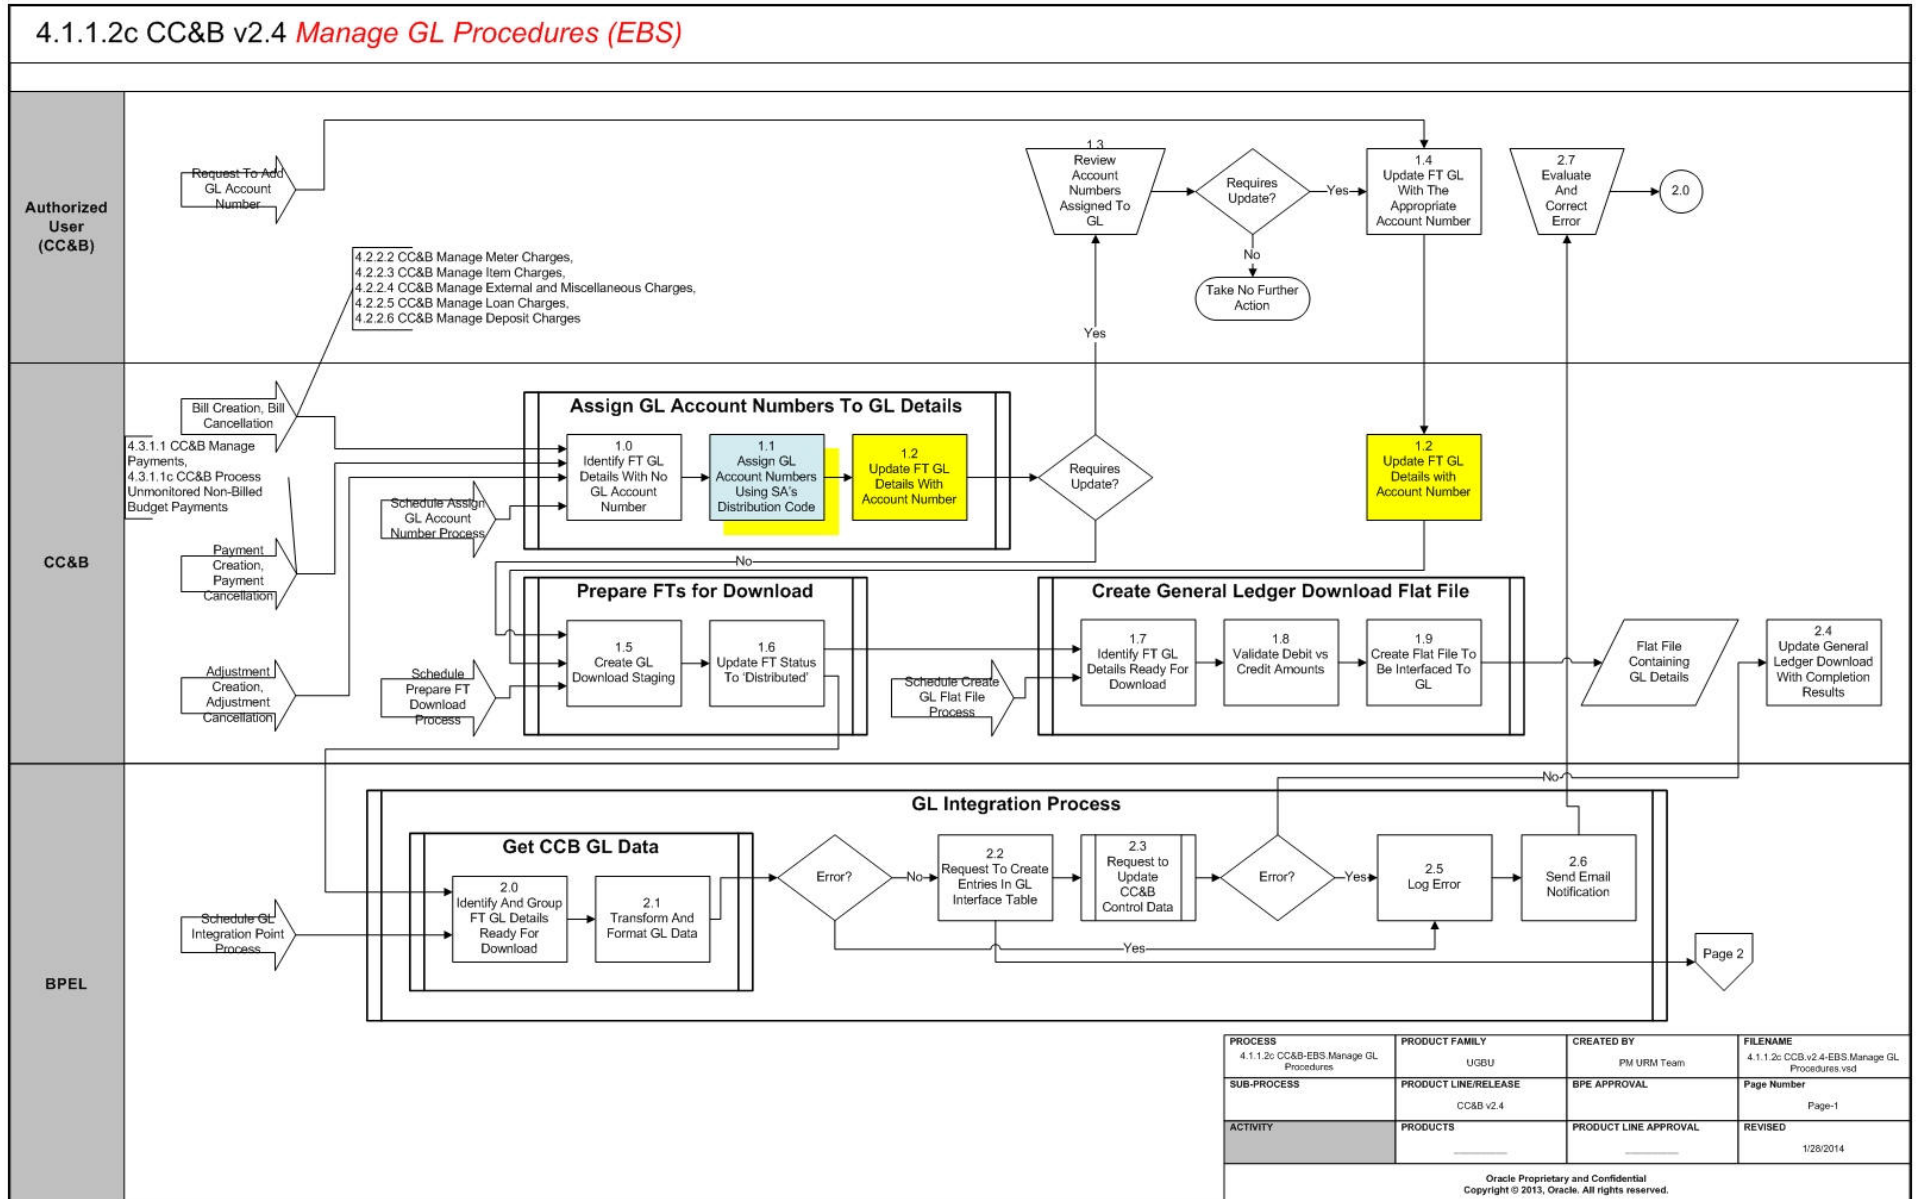 4.1.1.2c CC&B v2.4 Manage GL Procedures (EBS)
Authorized
User
(CC&B)
Request To Add
GL Account
Number
1.3
Review
Account
Numbers
Assigned To
GL
Requires
Update?
Yes
No
Take No Further
Action
1.4
Update FT GL
With The
Appropriate
Account Number
2.7
Evaluate
And
Correct
Error
2.0
4.2.2.2 CC&B Manage Meter Charges,
4.2.2.3 CC&B Manage Item Charges,
4.2.2.4 CC&B Manage External and Miscellaneous Charges,
4.2.2.5 CC&B Manage Loan Charges,
4.2.2.6 CC&B Manage Deposit Charges
Yes
CC&B
Bill Creation, Bill
Cancellation
4.3.1.1 CC&B Manage
Payments,
4.3.1.1c CC&B Process
Unmonitored Non-Billed
Budget Payments
Schedule Assign
GL Account
Number Process
Payment
Creation,
Payment
Cancellation
Adjustment
Creation,
Adjustment
Cancellation
Assign GL Account Numbers To GL Details
1.0
Identify FT GL
Details With No
GL Account
Number
1.1
Assign GL
Account Numbers
Using SA's
Distribution Code
1.2
Update FT GL
Details With
Account Number
Requires
Update?
No
1.2
Update FT GL
Details with
Account Number
Schedule
Prepare FT
Download
Process
Prepare FTs for Download
1.5
Create GL
Download Staging
1.6
Update FT Status
To 'Distributed'
Schedule Create
GL Flat File
Process
Create General Ledger Download Flat File
1.7
Identify FT GL
Details Ready For
Download
1.8
Validate Debit vs
Credit Amounts
1.9
Create Flat File To
Be Interfaced To
GL
Flat File
Containing
GL Details
2.4
Update General
Ledger Download
With Completion
Results
BPEL
Schedule GL
Integration Point
Process
GL Integration Process
Get CCB GL Data
2.0
Identify And Group
FT GL Details
Ready For
Download
2.1
Transform And
Format GL Data
Error?
No
Yes
2.2
Request To Create
Entries In GL
Interface Table
2.3
Request to
Update
CC&B
Control Data
Error?
No
Yes
2.5
Log Error
2.6
Send Email
Notification
Page 2
PROCESS
4.1.1.2c CC&B-EBS.Manage GL
Procedures
PRODUCT FAMILY
UGBU
CREATED BY
PM URM Team
FILENAME
4.1.1.2c CCB.v2.4-EBS.Manage GL
Procedures.vsd
SUB-PROCESS
PRODUCT LINE/RELEASE
CC&B v2.4
BPE APPROVAL
Page Number
Page-1
ACTIVITY
PRODUCTS
PRODUCT LINE APPROVAL
REVISED
1/28/2014
Oracle Proprietary and Confidential
Copyright © 2013, Oracle. All rights reserved.